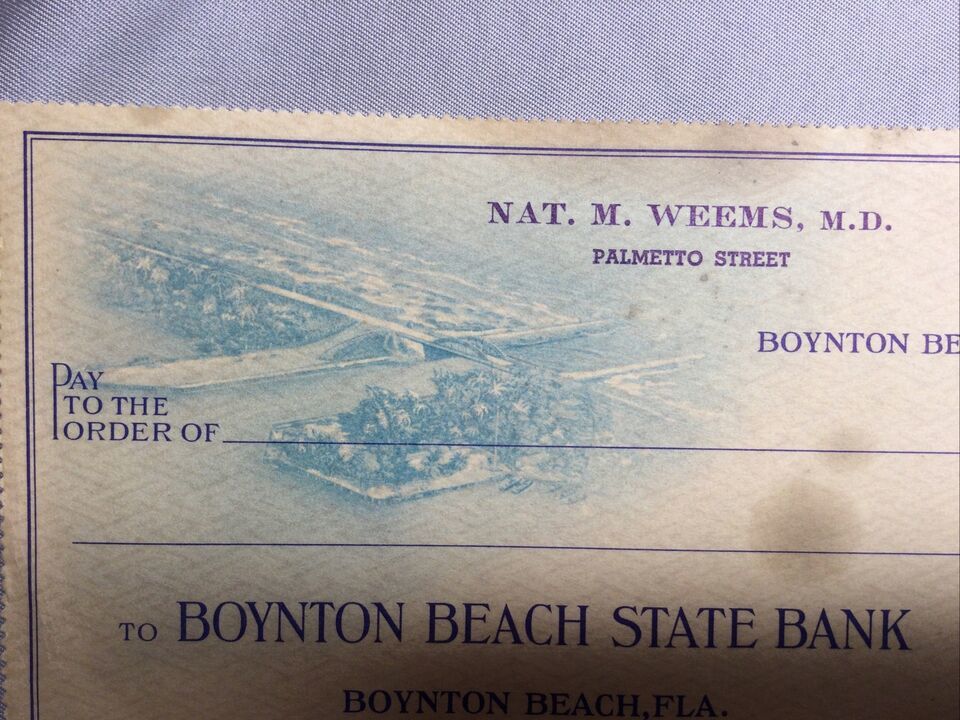 NAT. M. WEEMS, M.D.
PALMETTO STREET
BOYNTON BE
PAY
TO THE
ORDER OF
TO BOYNTON BEACH STATE BANK
BOYNTON BEACH, FLA.